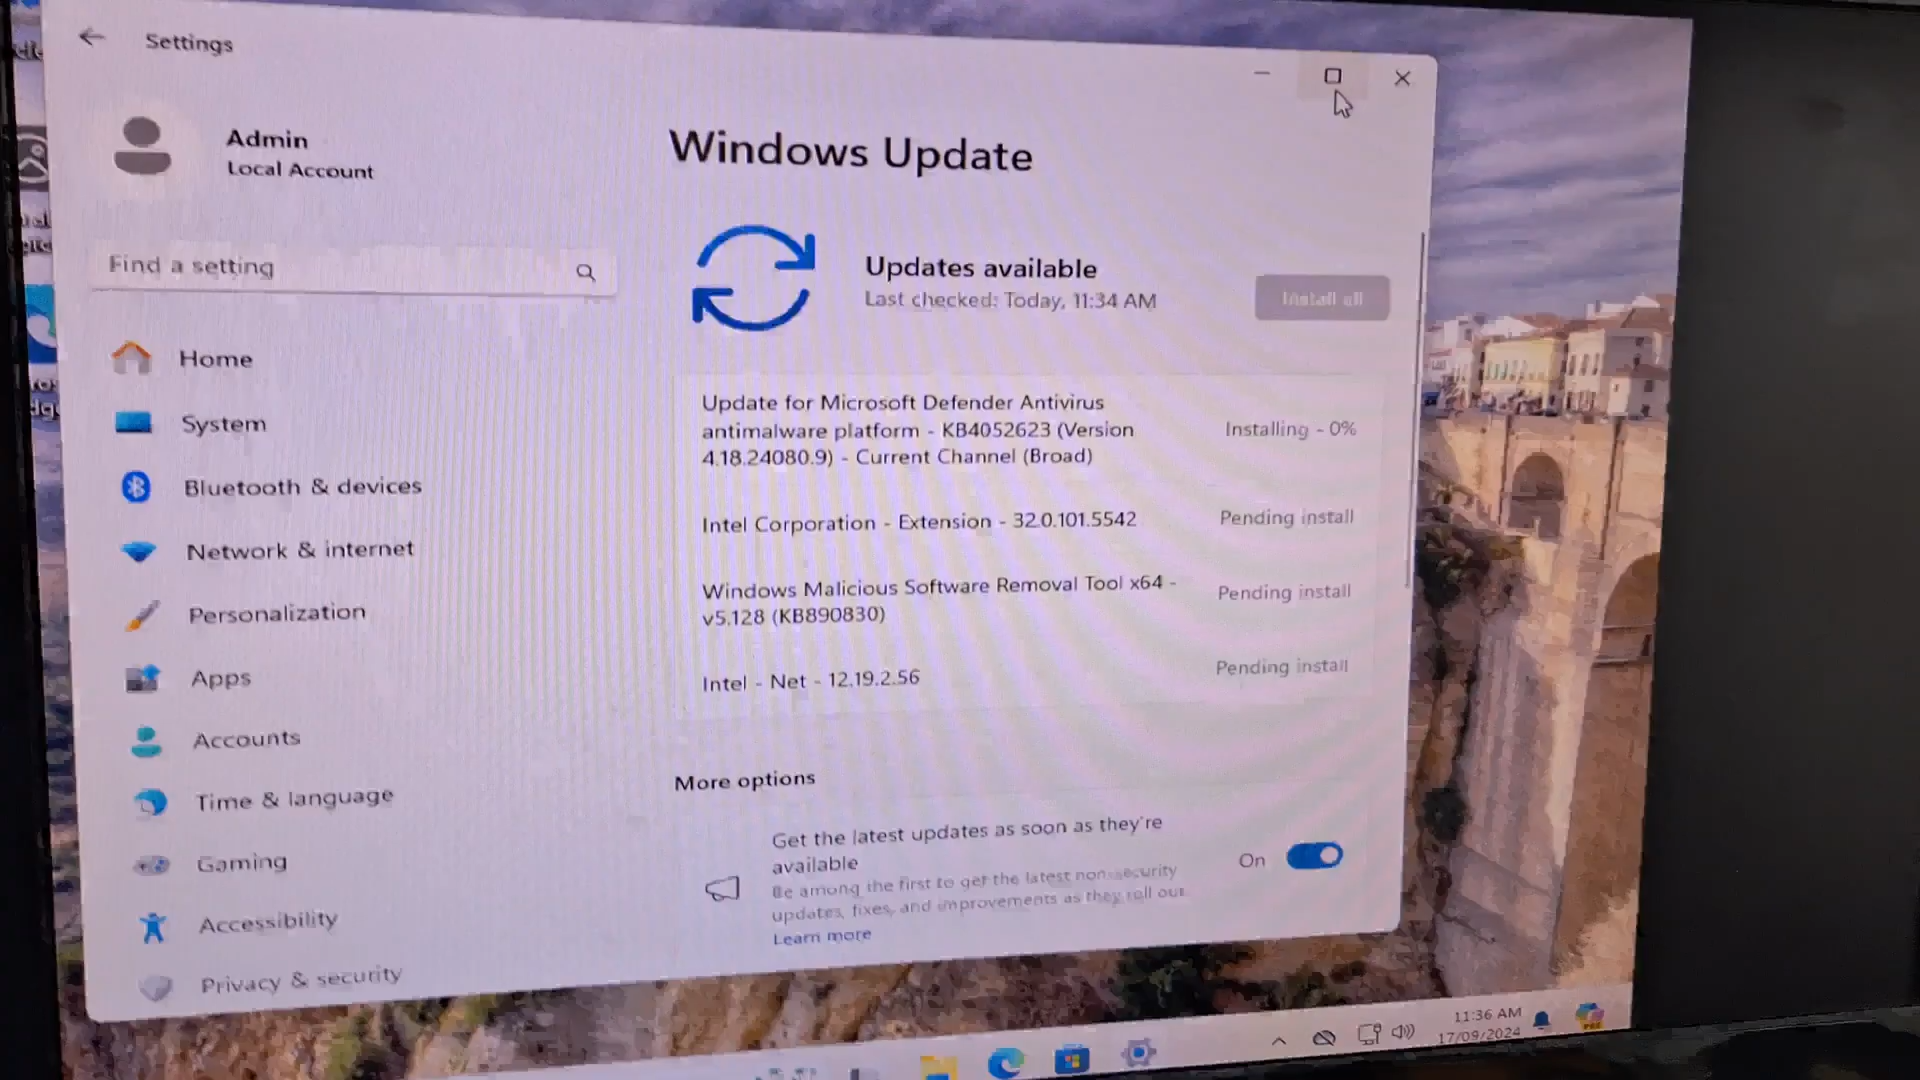 Settings
Admin
Local Account
Find a setting
Home
System
Bluetooth & devices
Network & internet
Personalization
Apps
Accounts
Time & language
Gaming
Accessibility
Privacy & security
Windows Update
Updates available
Last checked: Today, 11:34 AM
Install all
Update for Microsoft Defender Antivirus
antimalware platform - KB4052623 (Version
4.18.24080.9) - Current Channel (Broad)
Installing - 0%
Intel Corporation - Extension - 32.0.101.5542
Pending install
Windows Malicious Software Removal Tool x64 -
v5.128 (KB890830)
Pending install
Intel - Net - 12.19.2.56
Pending install
More options
Get the latest updates as soon as they're
available
Be among the first to get the latest non-security
updates, fixes, and improvements as they roll out.
Learn more
On
11:36 AM
17/09/2024